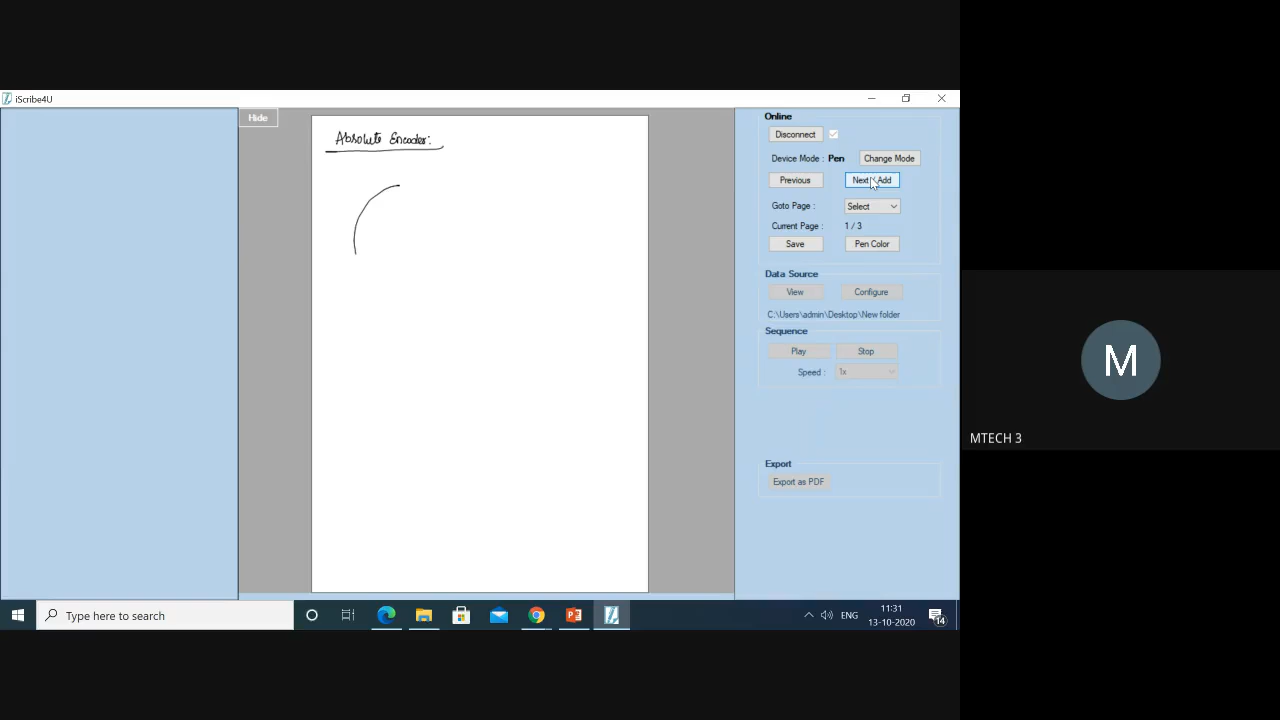 iScribe4U
Hide
Absolute Encoder:
Online
Disconnect
Device Mode : Pen
Change Mode
Previous
Next / Add
Goto Page :
Select
Current Page :
1 / 3
Save
Pen Color
Data Source
View
Configure
C:\Users\admin\Desktop\New folder
Sequence
Play
Stop
Speed :
1x
Export
Export as PDF
M
MTECH 3
Type here to search
ENG
11:31
13-10-2020
14